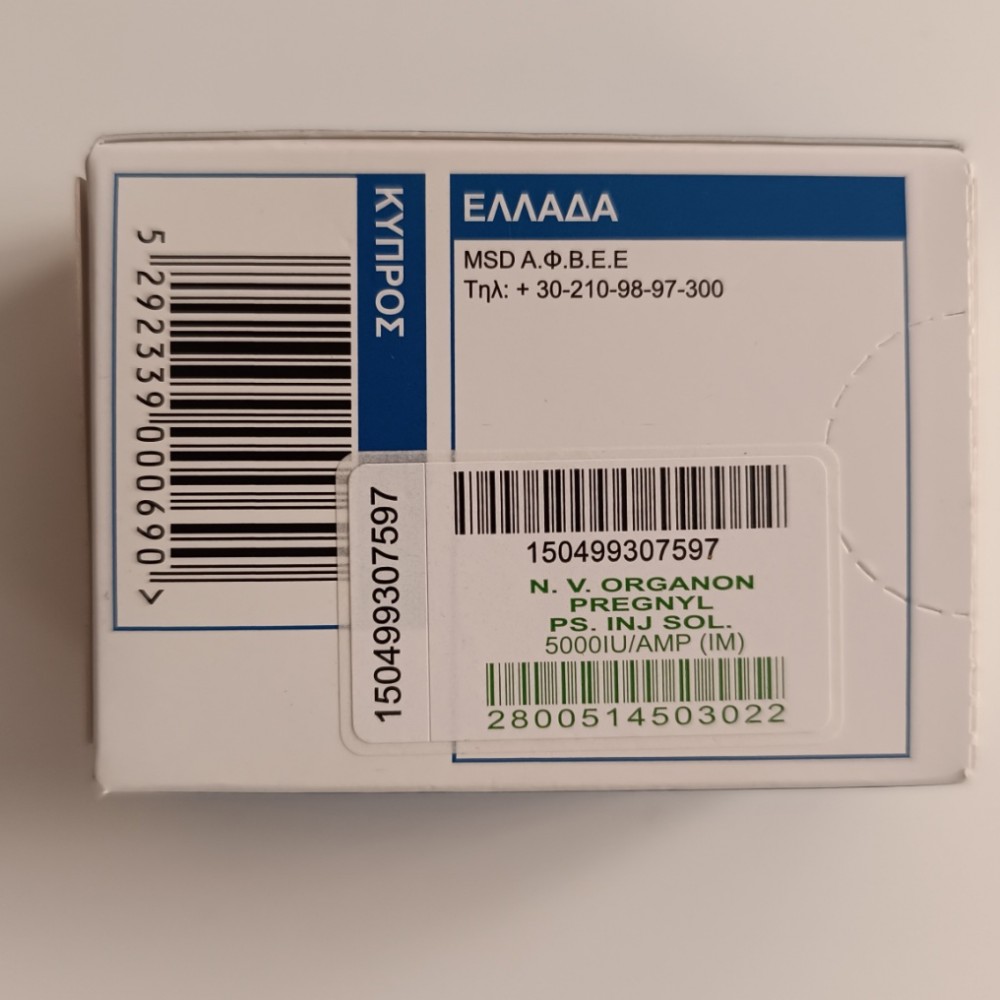 ΚΥΠΡΟΣ
5 292339 000690 >
ΕΛΛΑΔΑ
MSD Α.Φ.Β.Ε.Ε
Τηλ: + 30-210-98-97-300
150499307597
150499307597
N. V. ORGANON
PREGNYL
PS. INJ SOL.
5000IU/AMP (IM)
2800514503022